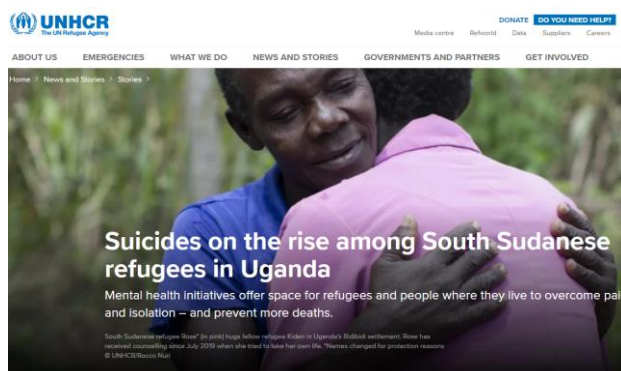 UNHCR
The UN Refugee Agency
DONATE DO YOU NEED HELP?
Media centre Refworld Data Suppliers Careers
ABOUT US EMERGENCIES WHAT WE DO NEWS AND STORIES GOVERNMENTS AND PARTNERS GET INVOLVED
Home > News and Stories > Stories >
Suicides on the rise among South Sudanese
refugees in Uganda
Mental health initiatives offer space for refugees and people where they live to overcome pai
and isolation – and prevent more deaths.
South Sudanese refugee Rose* (in pink) hugs fellow refugee Kiden in Uganda's Bidibidi settlement. Rose has
received counselling since July 2019 when she tried to take her own life. *Names changed for protection reasons
© UNHCR/Rocco Nuri